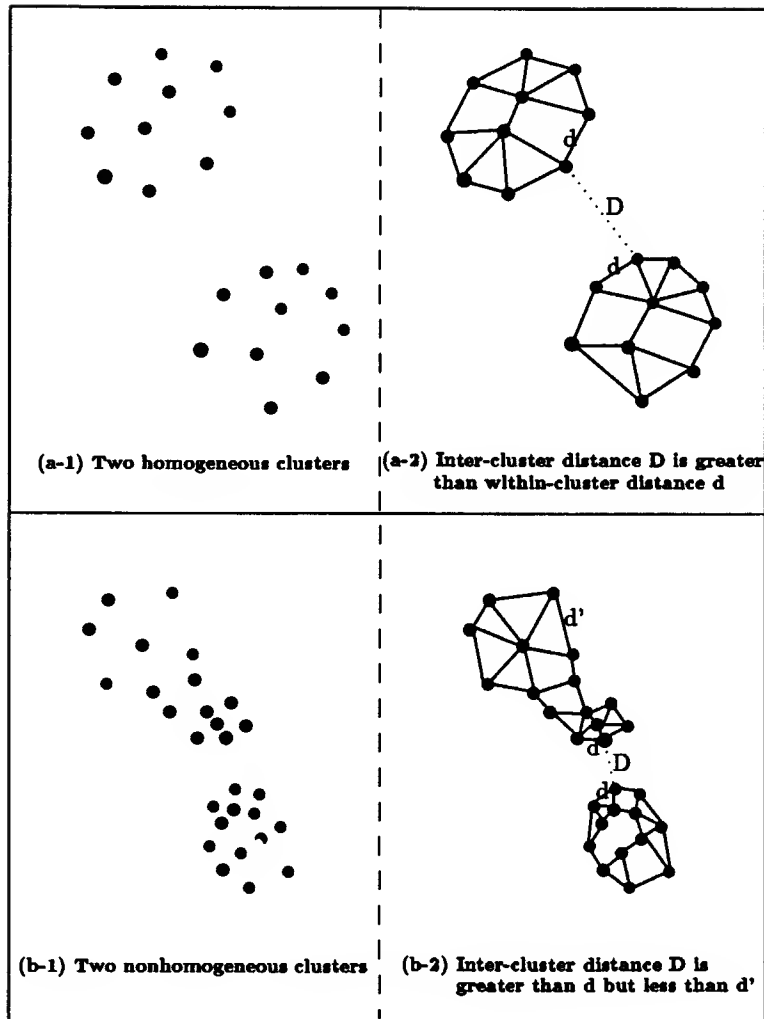 d
D
d
(a-1) Two homogeneous clusters
(a-2) Inter-cluster distance D is greater
than within-cluster distance d
d'
d
D
d
(b-1) Two nonhomogeneous clusters
(b-2) Inter-cluster distance D is
greater than d but less than d'